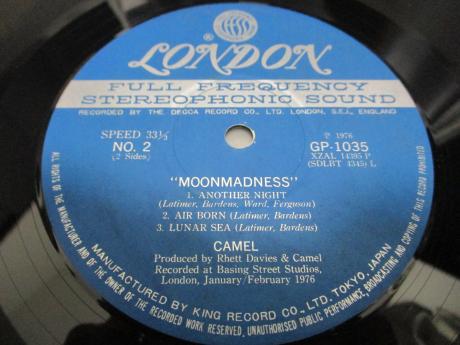 ®
LONDON
FULL FREQUENCY
STEREOPHONIC SOUND
RECORDED BY THE DECCA RECORD CO., LTD. LONDON, S.E.1, ENGLAND
SPEED 33⅓
NO. 2
(2 Sides)
Ⓟ 1976
GP-1035
XZAL 14395 P
(SDLBT 4345) L
"MOONMADNESS"
1. ANOTHER NIGHT
(Latimer, Bardens, Ward, Ferguson)
2. AIR BORN (Latimer, Bardens)
3. LUNAR SEA (Latimer, Bardens)
CAMEL
Produced by Rhett Davies & Camel
Recorded at Basing Street Studios,
London, January/February 1976
MANUFACTURED BY KING RECORD CO., LTD. TOKYO, JAPAN
ALL RIGHTS OF THE MANUFACTURER AND OF THE OWNER OF THE RECORDED WORK RESERVED, UNAUTHORISED PUBLIC PERFORMANCE, BROADCASTING AND COPYING OF THIS RECORD PROHIBITED